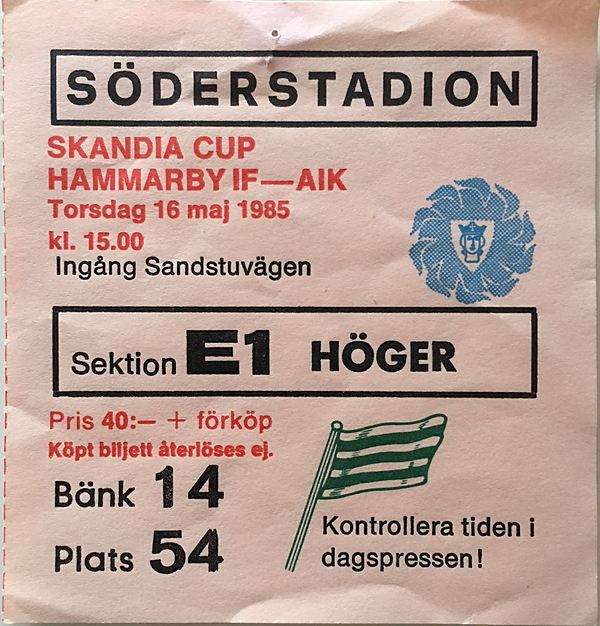 SÖDERSTADION
SKANDIA CUP
HAMMARBY IF—AIK
Torsdag 16 maj 1985
kl. 15.00
Ingång Sandstuvägen
Sektion E1 HÖGER
Pris 40:— + förköp
Köpt biljett återlöses ej.
Bänk 14
Plats 54
Kontrollera tiden i
dagspressen!